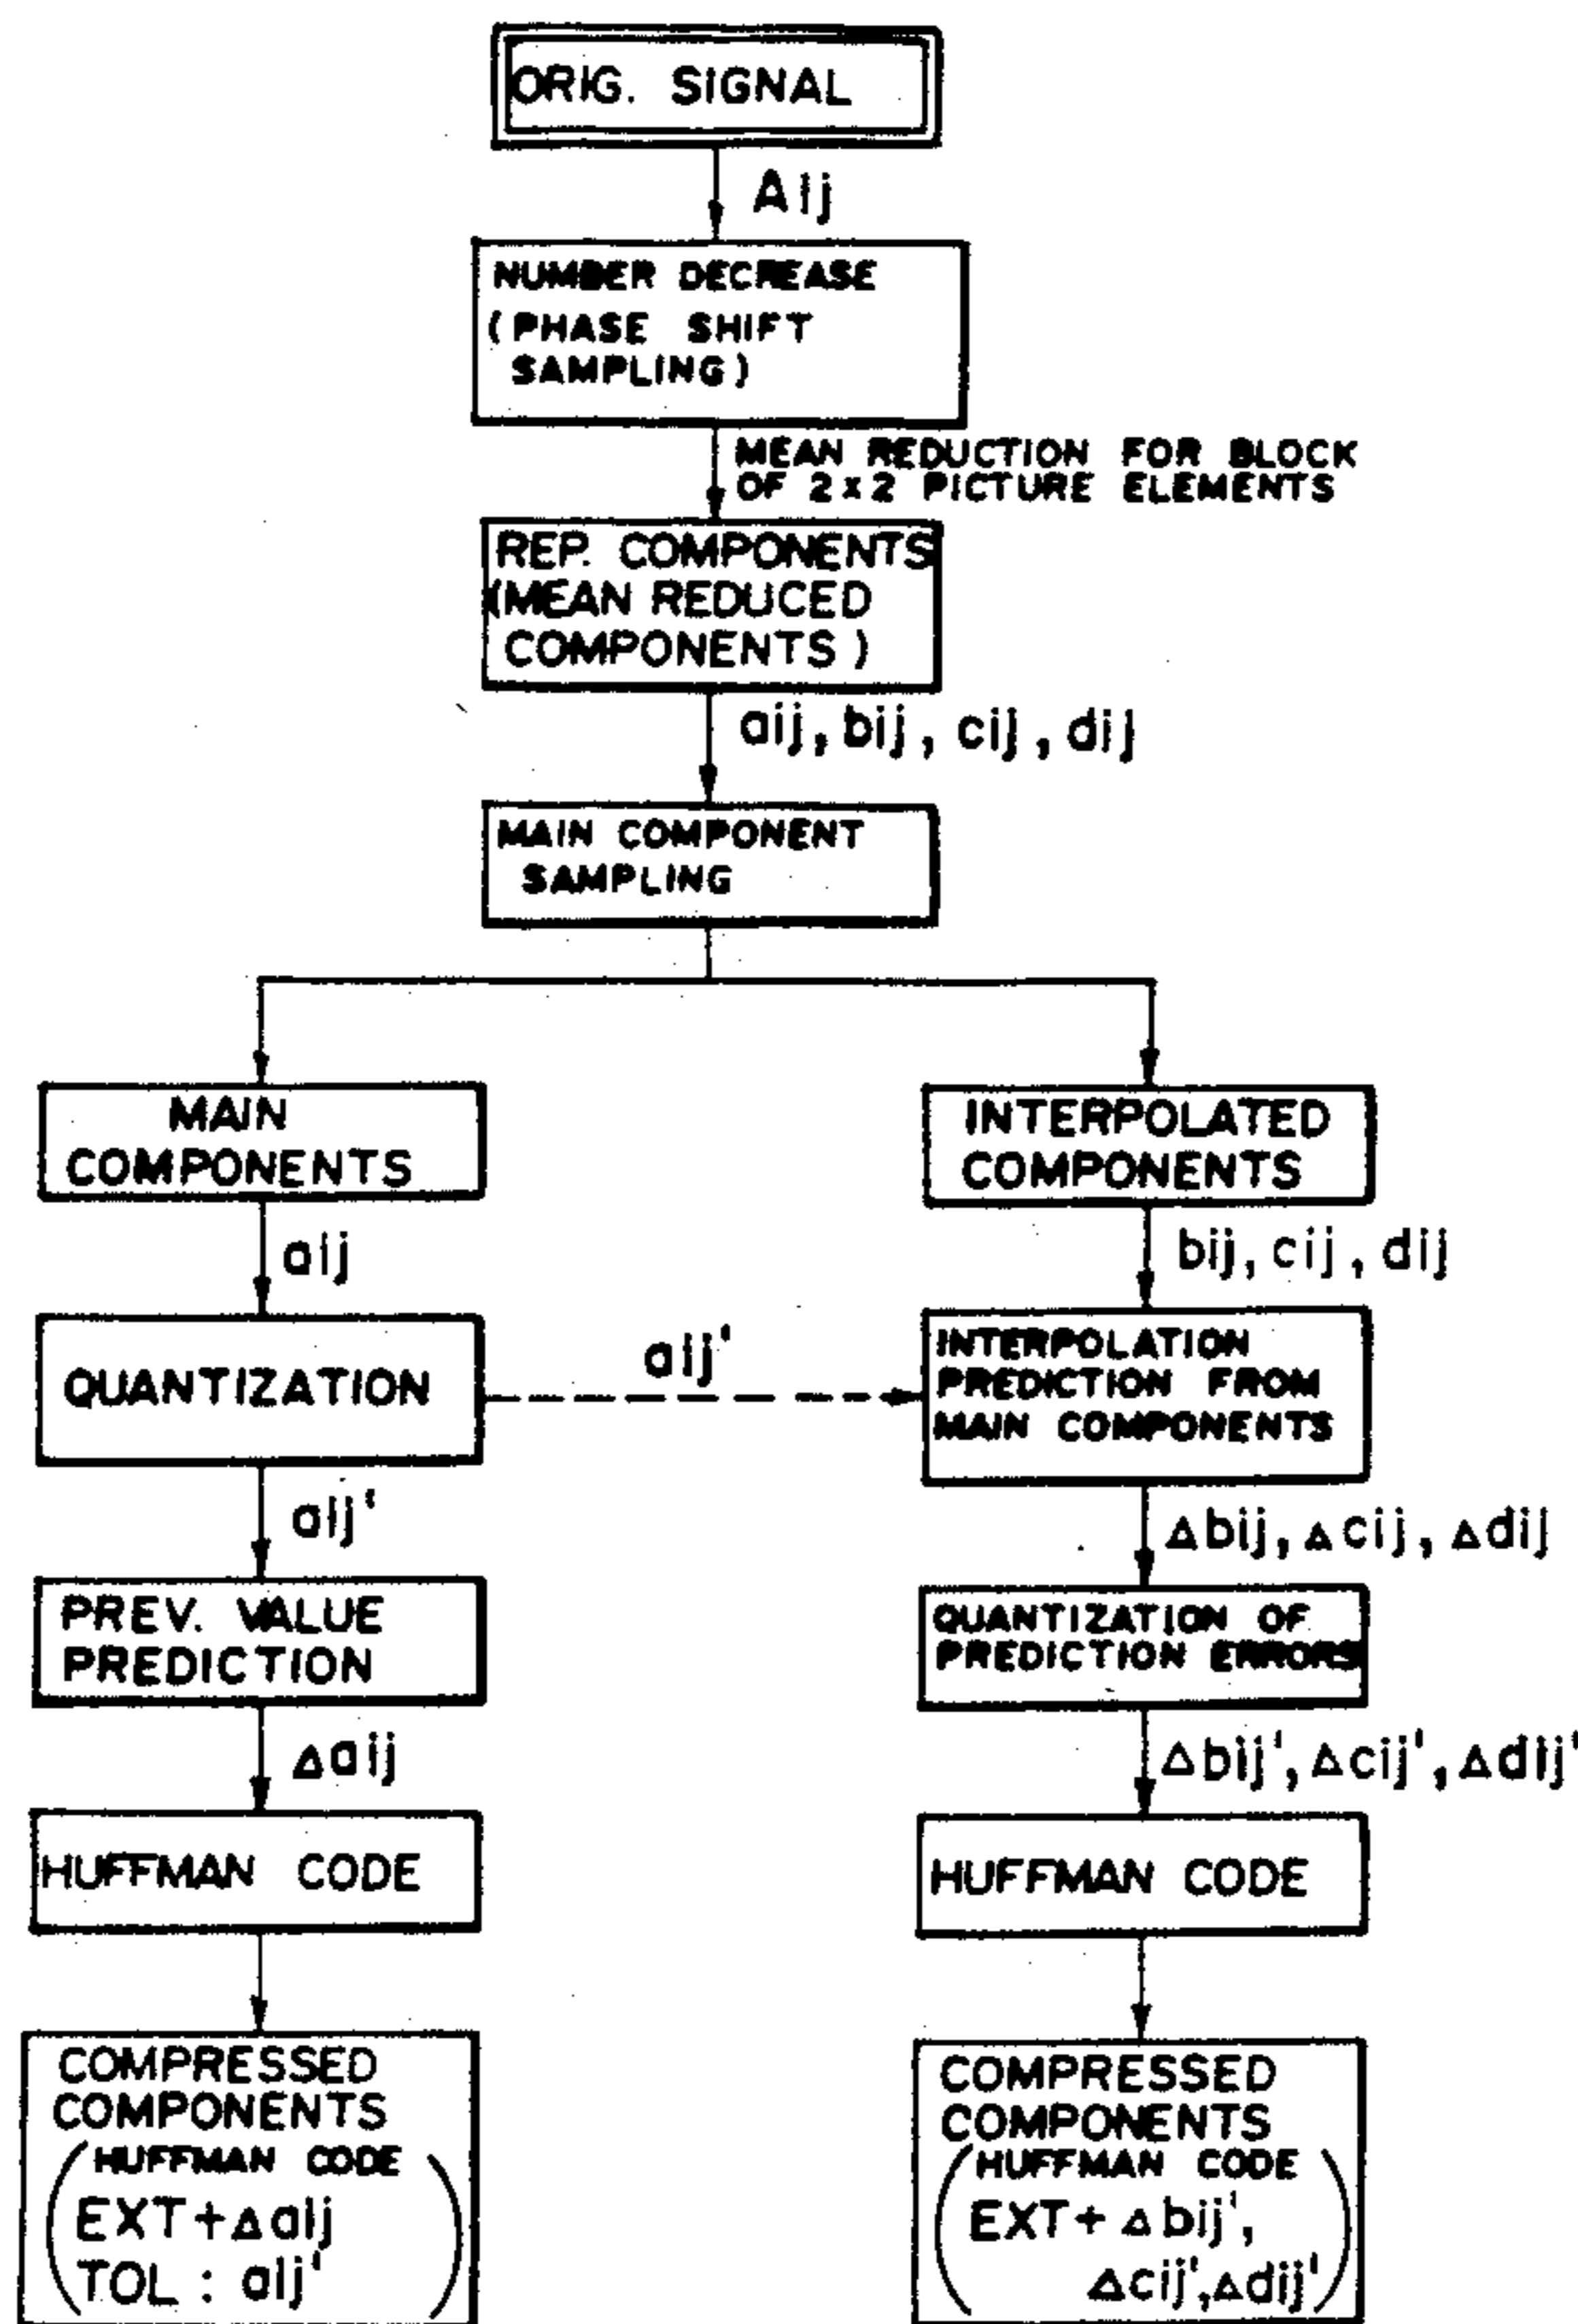 ORIG. SIGNAL
Aij
NUMBER DECREASE
(PHASE SHIFT
SAMPLING)
MEAN REDUCTION FOR BLOCK
OF 2x2 PICTURE ELEMENTS
REP. COMPONENTS
(MEAN REDUCED
COMPONENTS)
aij, bij, cij, dij
MAIN COMPONENT
SAMPLING
MAIN
COMPONENTS
INTERPOLATED
COMPONENTS
aij
bij, cij, dij
QUANTIZATION
aij'
INTERPOLATION
PREDICTION FROM
MAIN COMPONENTS
aij'
Δbij, Δcij, Δdij
PREV. VALUE
PREDICTION
QUANTIZATION OF
PREDICTION ERRORS
Δaij
Δbij', Δcij', Δdij'
HUFFMAN CODE
HUFFMAN CODE
COMPRESSED
COMPONENTS
(HUFFMAN CODE
EXT+Δaij
TOL: aij')
COMPRESSED
COMPONENTS
(HUFFMAN CODE
EXT+Δbij',
Δcij', Δdij')